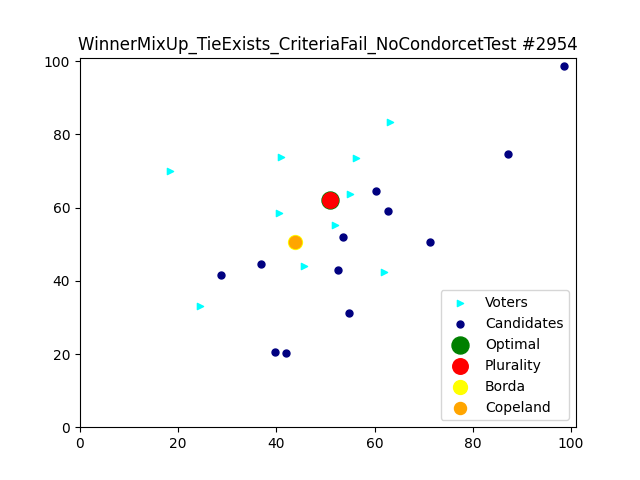 WinnerMixUp_TieExists_CriteriaFail_NoCondorcetTest #2954
100
80
60
40
20
0
0
20
40
60
80
100
Voters
Candidates
Optimal
Plurality
Borda
Copeland